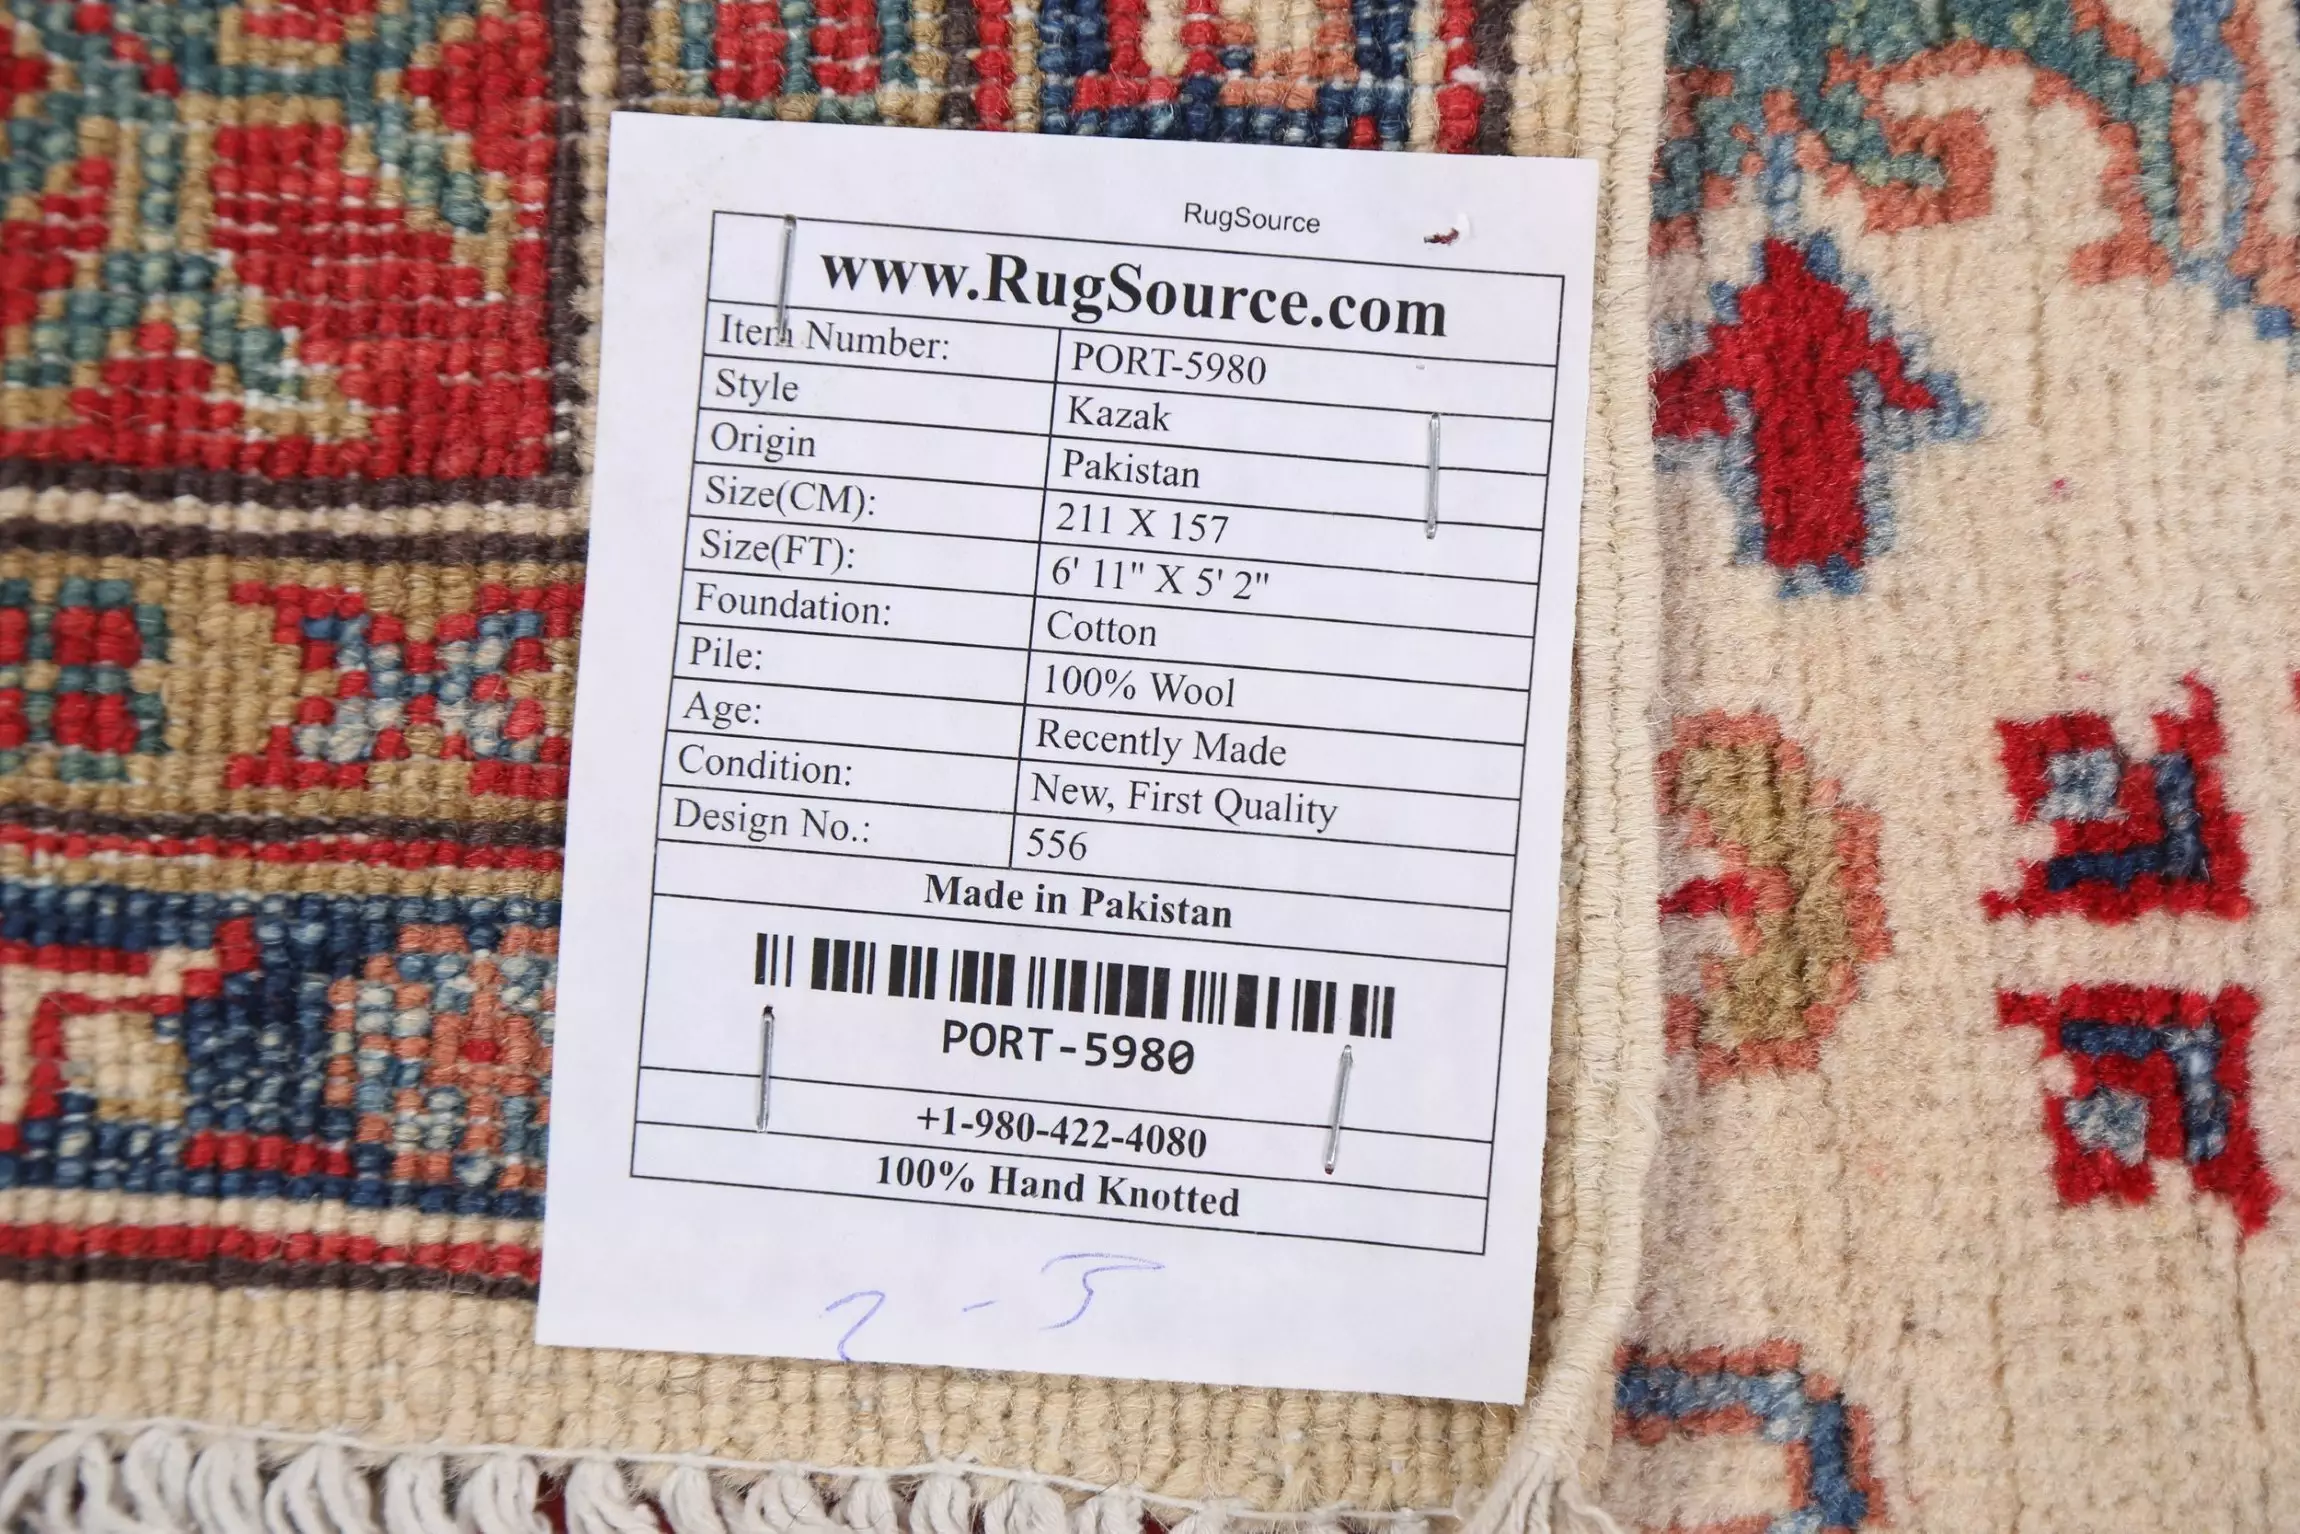 RugSource
www.RugSource.com
Item Number: PORT-5980
Style Kazak
Origin Pakistan
Size(CM): 211 X 157
Size(FT): 6' 11" X 5' 2"
Foundation: Cotton
Pile: 100% Wool
Age: Recently Made
Condition: New, First Quality
Design No.: 556
Made in Pakistan
PORT-5980
+1-980-422-4080
100% Hand Knotted